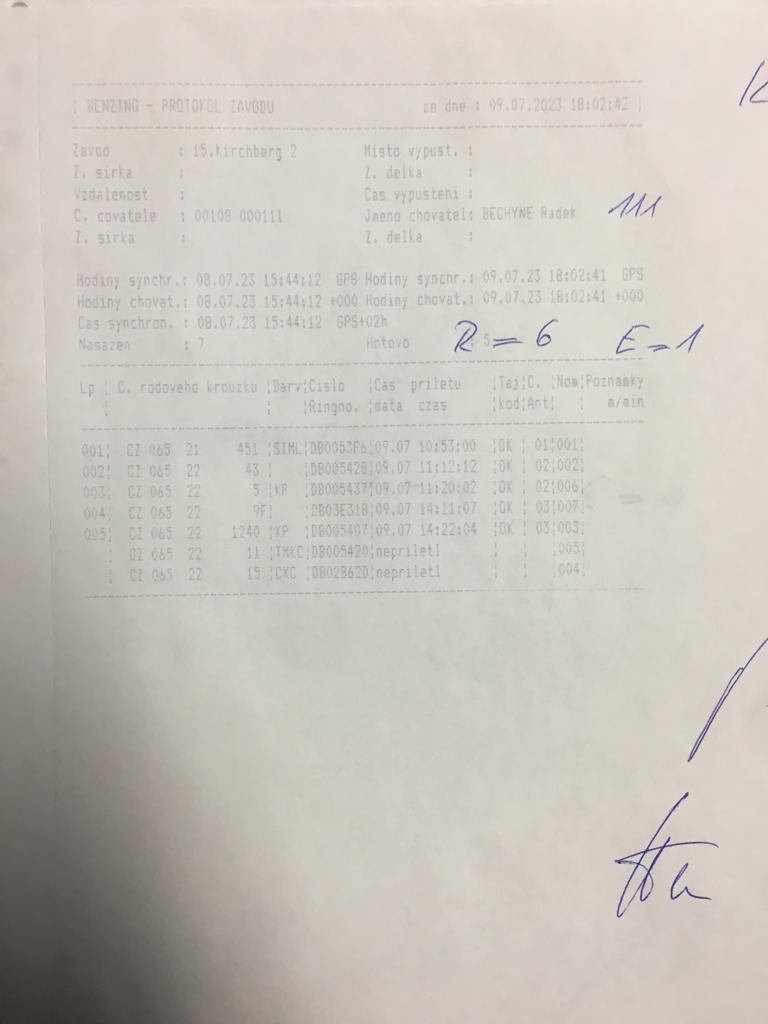 BENZING - PROTOKOL ZAVODU ze dne : 09.07.2023 18:02:42
Zavod : 15.Kirchberg 2 Misto vypust. :
Z. sirka : Z. delka :
Vzdalenost : Cas vypusteni :
C. covatele : 00108 000111 Jmeno chovatel: BECHYNE Radek 111
Z. sirka : Z. delka :
Hodiny synchr.: 08.07.23 15:44:12 GPS Hodiny synchr.: 09.07.23 18:02:41 GPS
Hodiny chovat.: 08.07.23 15:44:12 +000 Hodiny chovat.: 09.07.23 18:02:41 +000
Cas synchron. : 08.07.23 15:44:12 GPS+02h
Nasazen : 7 Hotovo : 5 R=6 E=1
Lp ¦ C. rodoveho krouzku ¦Barv¦Cislo ¦Cas priletu ¦Taj¦C. ¦Nom¦Poznamky
¦ ¦ ¦Ringno. ¦data czas ¦kod¦Ant¦ ¦ m/min
001¦ CZ 065 21 451 ¦SIML¦DB0053F6¦09.07 10:53:00 ¦OK ¦ 01¦001¦
002¦ CZ 065 22 43 ¦ ¦DB005428¦09.07 11:12:12 ¦OK ¦ 02¦002¦
003¦ CZ 065 22 5 ¦KP ¦DB005437¦09.07 11:20:02 ¦OK ¦ 02¦006¦
004¦ CZ 065 22 9F¦ ¦DB03E318¦09.07 14:11:07 ¦OK ¦ 03¦007¦
005¦ CZ 065 22 1240 ¦KP ¦DB005407¦09.07 14:22:04 ¦OK ¦ 03¦003¦
¦ CZ 065 22 11 ¦TMKC¦DB005420¦nepriletl ¦ ¦ ¦005¦
¦ CZ 065 22 15 ¦CKC ¦DB02B62D¦nepriletl ¦ ¦ ¦004¦